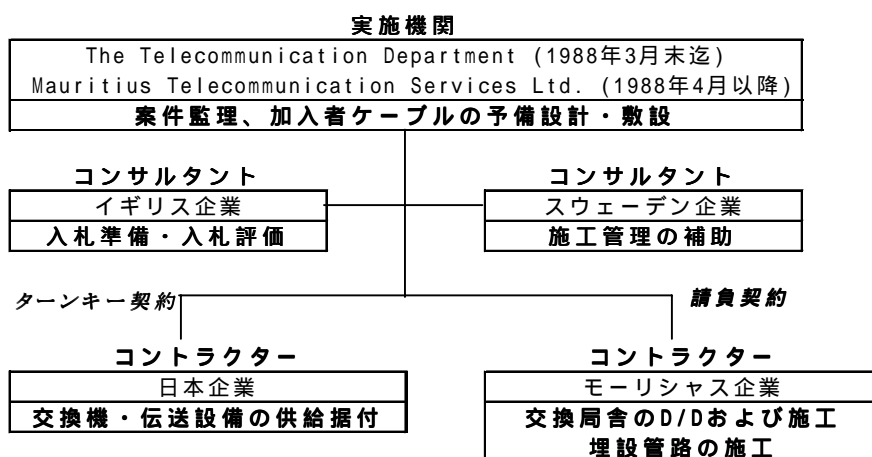 実施機関
The Telecommunication Department (1988年3月末迄)
Mauritius Telecommunication Services Ltd. (1988年4月以降)
案件監理、加入者ケーブルの予備設計・敷設
コンサルタント
イギリス企業
入札準備・入札評価
コンサルタント
スウェーデン企業
施工管理の補助
ターンキー契約
請負契約
コントラクター
日本企業
交換機・伝送設備の供給据付
コントラクター
モーリシャス企業
交換局舎のD/Dおよび施工
埋設管路の施工